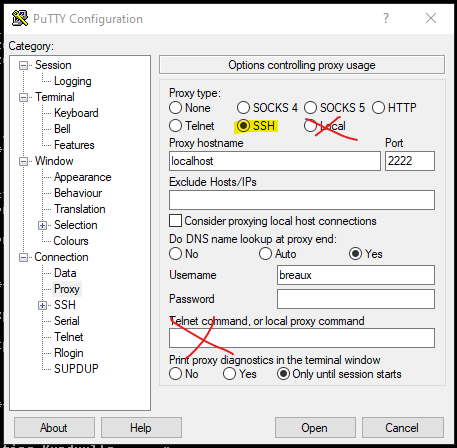 PuTTY Configuration
?
Category:
Session
Logging
Terminal
Keyboard
Bell
Features
Window
Appearance
Behaviour
Translation
Selection
Colours
Connection
Data
Proxy
SSH
Serial
Telnet
Rlogin
SUPDUP
Options controlling proxy usage
Proxy type:
None SOCKS 4 SOCKS 5 HTTP
Telnet SSH Local
Proxy hostname Port
localhost 2222
Exclude Hosts/IPs
Consider proxying local host connections
Do DNS name lookup at proxy end:
No Auto Yes
Username breaux
Password
Telnet command, or local proxy command
Print proxy diagnostics in the terminal window
No Yes Only until session starts
About Help Open Cancel